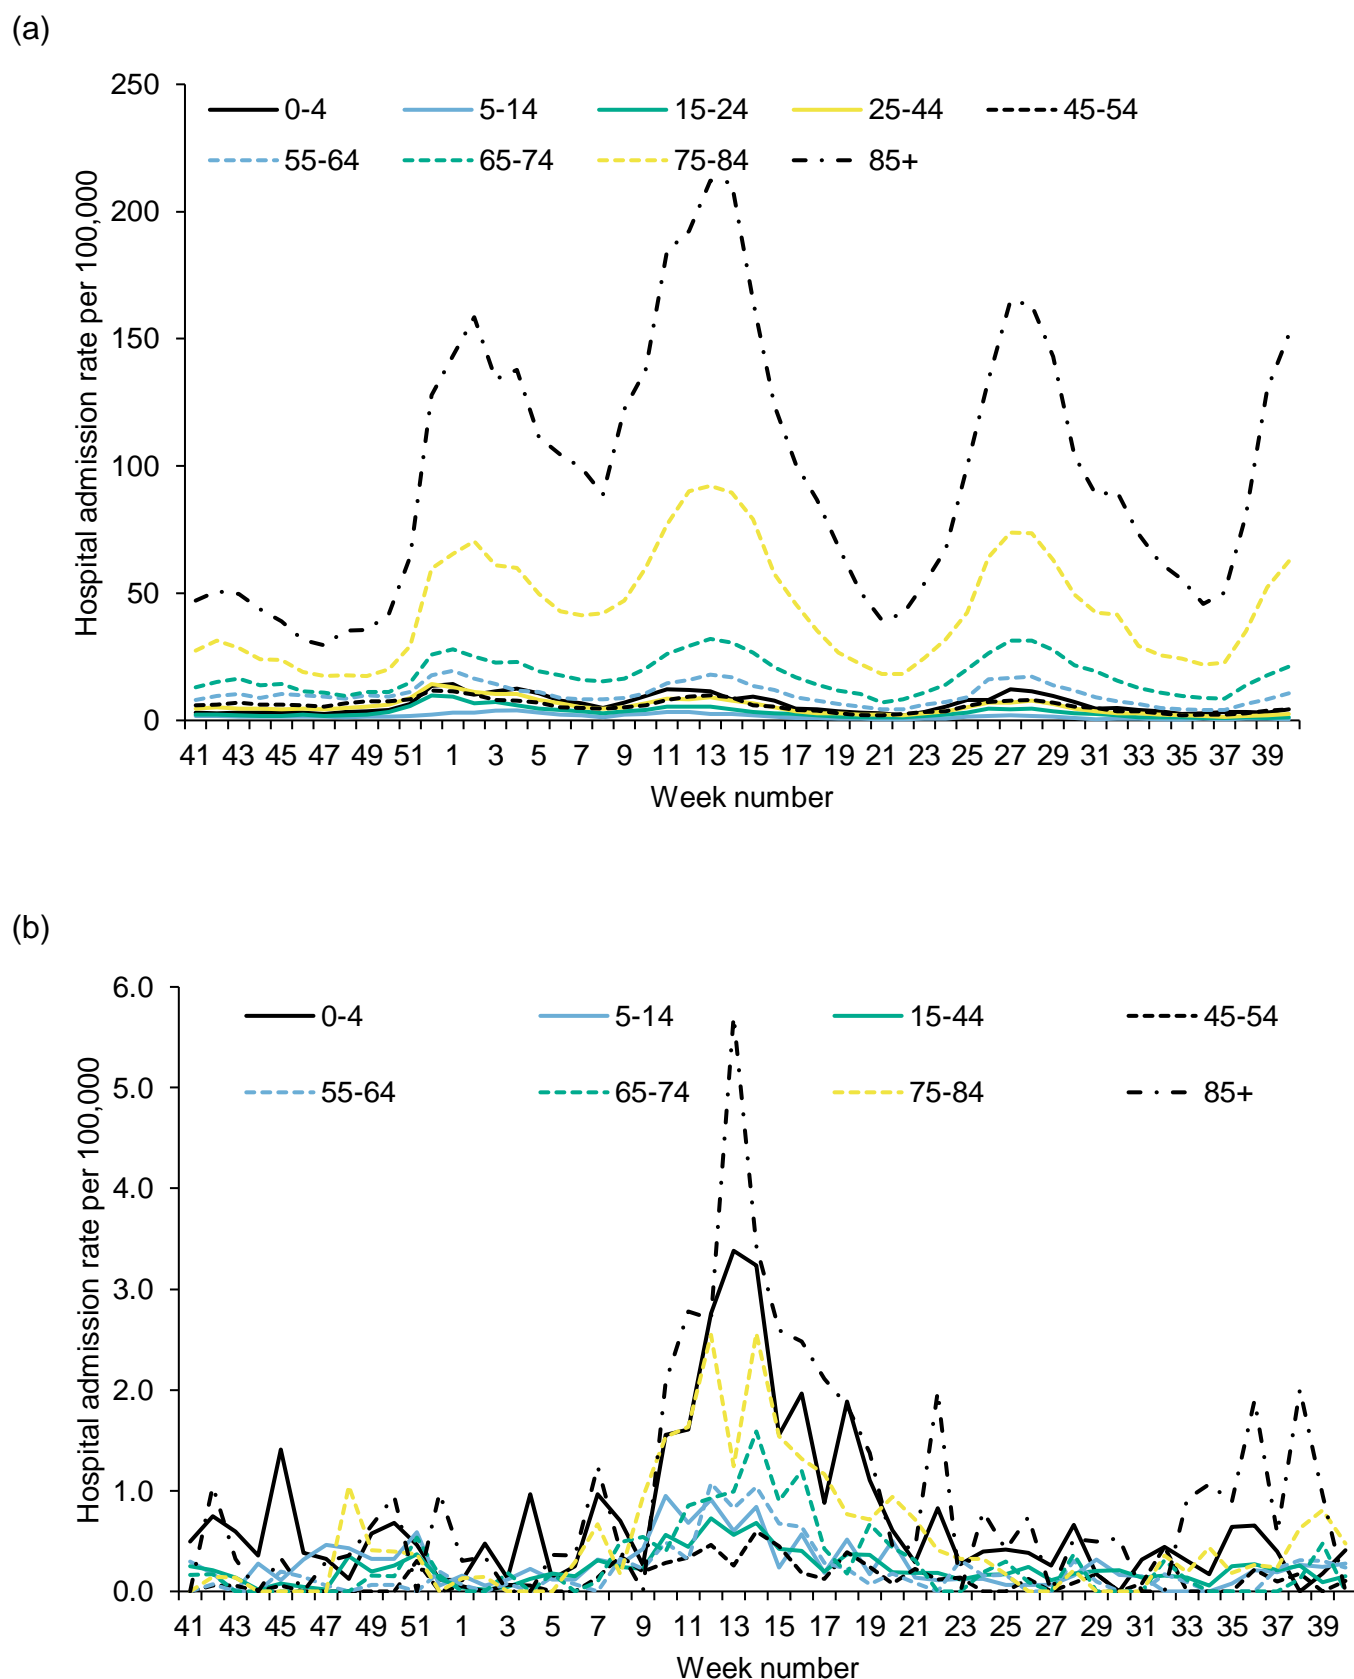 (a)
250
200
150
100
50
0
Hospital admission rate per 100,000
0-4 5-14 15-24 25-44 45-54
55-64 65-74 75-84 85+
41 43 45 47 49 51 1 3 5 7 9 11 13 15 17 19 21 23 25 27 29 31 33 35 37 39
Week number
(b)
6.0
5.0
4.0
3.0
2.0
1.0
0.0
Hospital admission rate per 100,000
0-4 5-14 15-44 45-54
55-64 65-74 75-84 85+
41 43 45 47 49 51 1 3 5 7 9 11 13 15 17 19 21 23 25 27 29 31 33 35 37 39
Week number